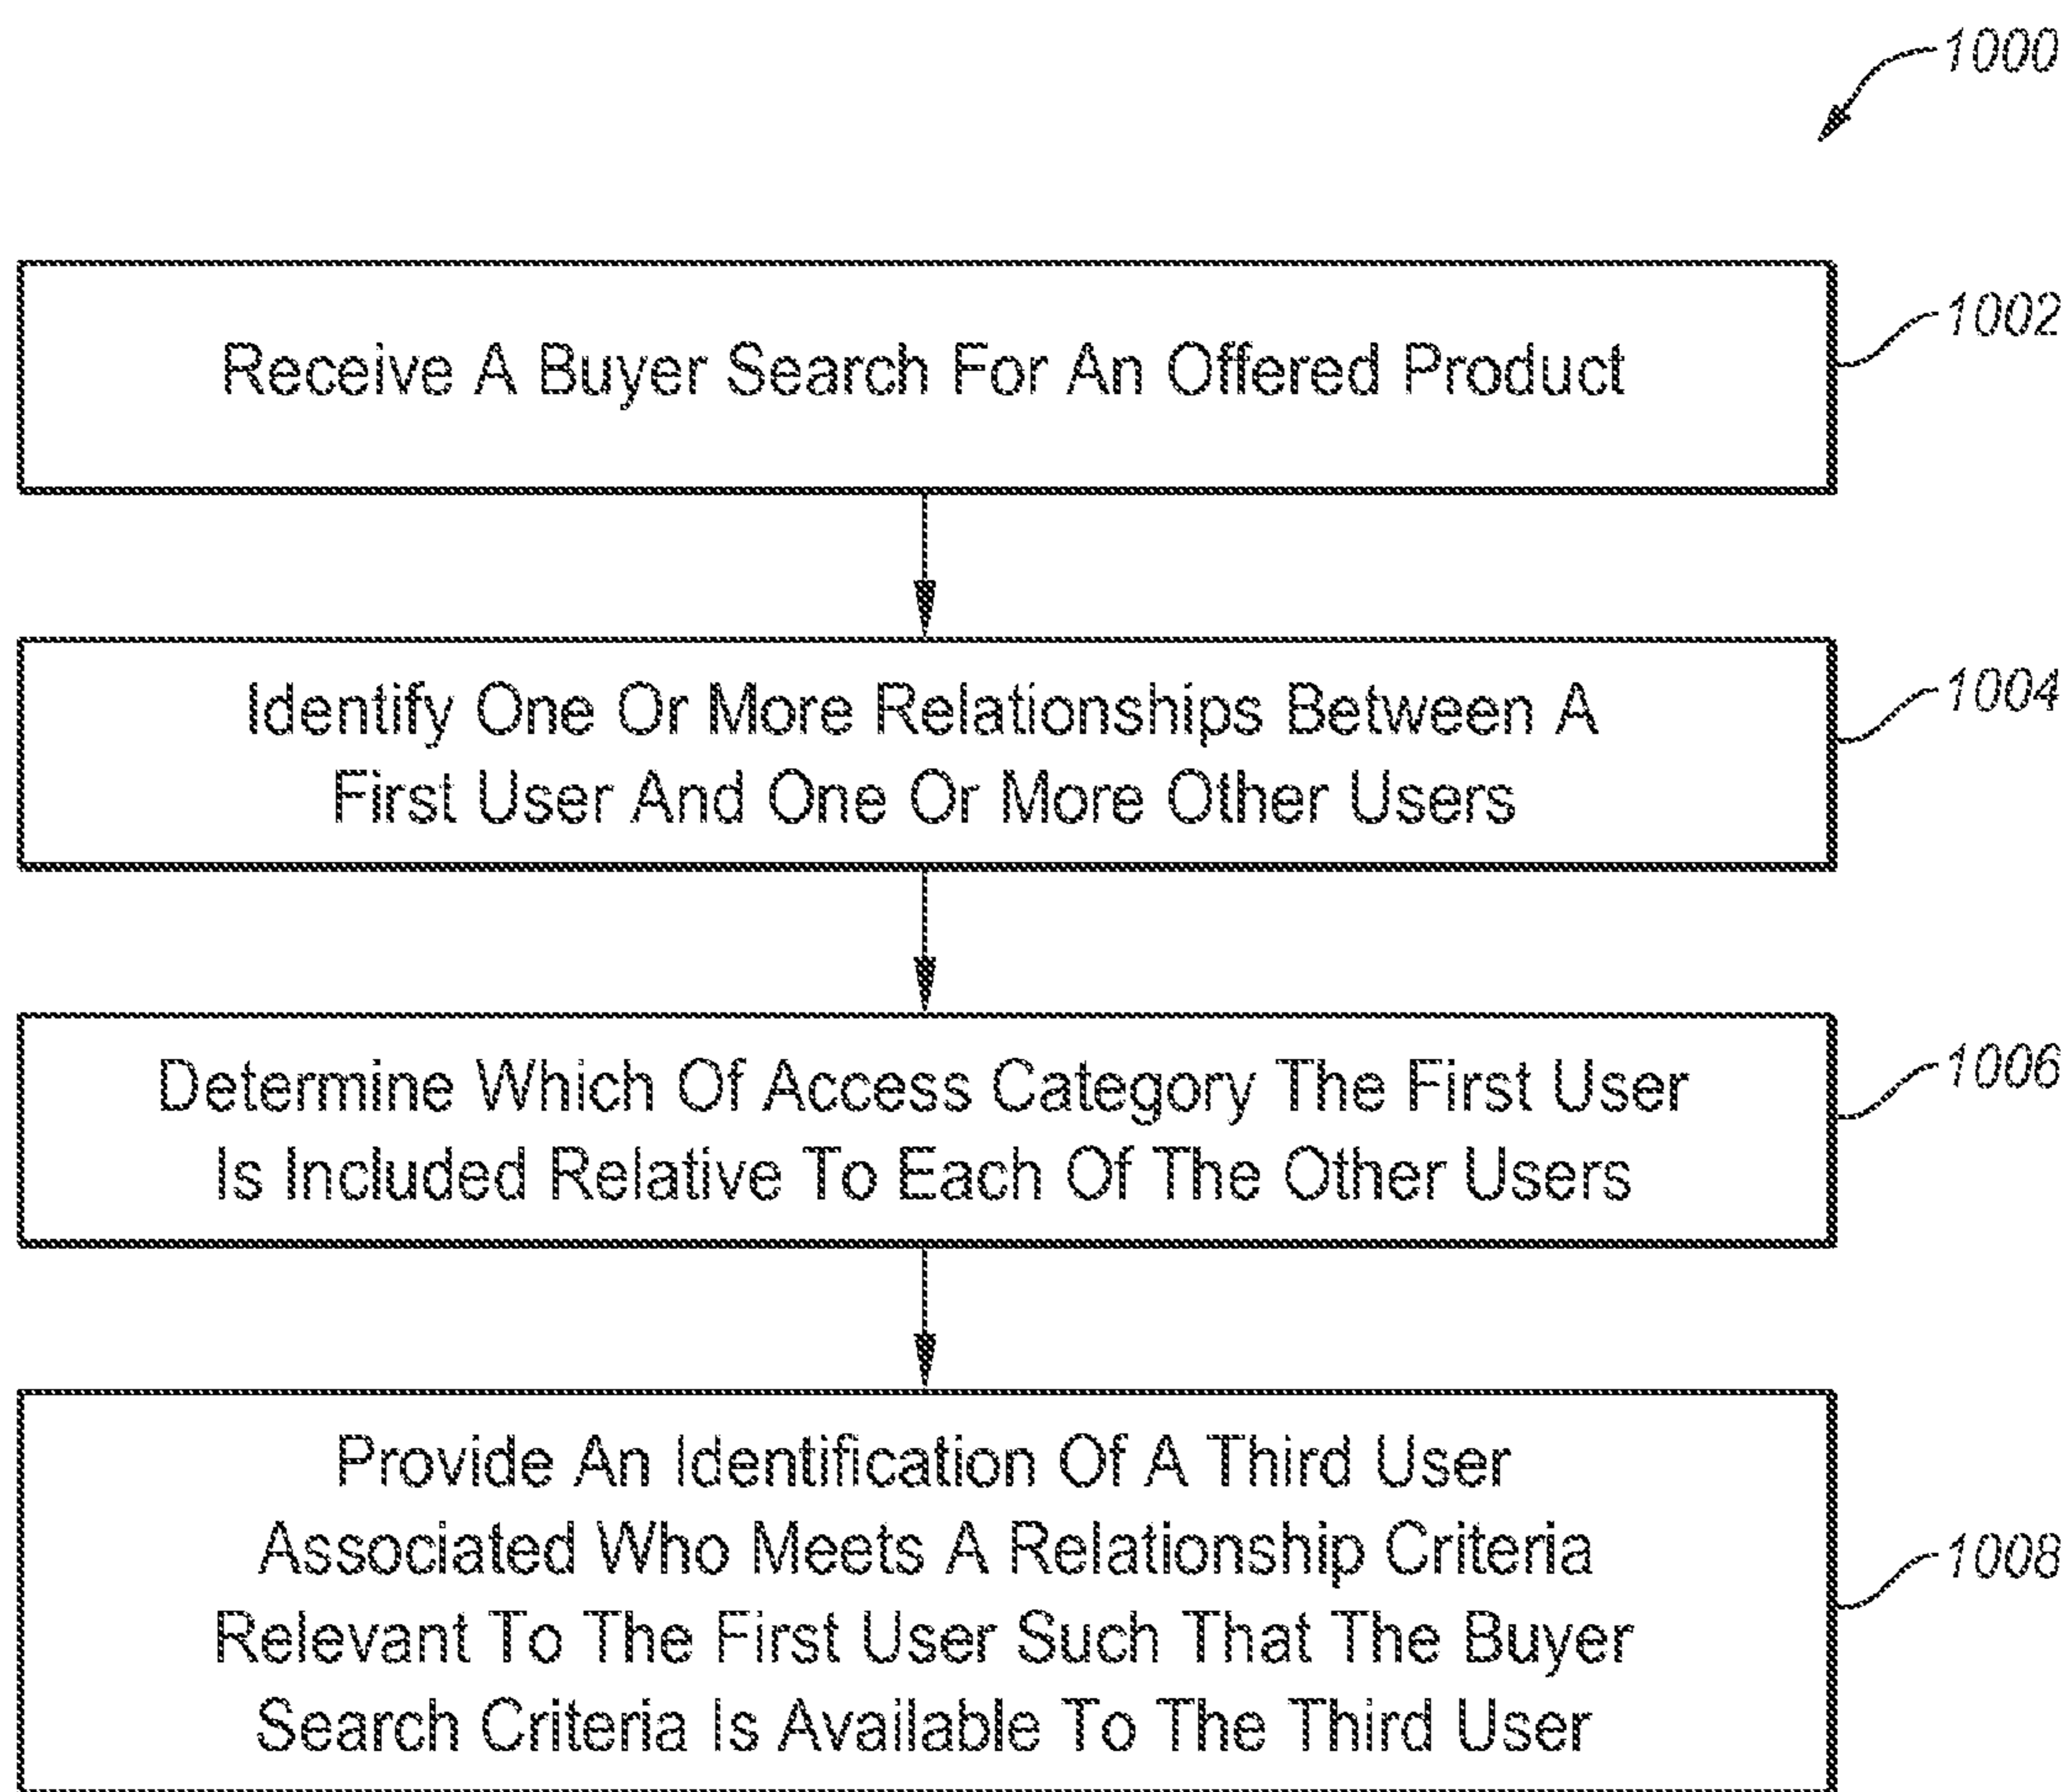 1000
Receive A Buyer Search For An Offered Product
1002
Identify One Or More Relationships Between A
First User And One Or More Other Users
1004
Determine Which Of Access Category The First User
Is Included Relative To Each Of The Other Users
1006
Provide An Identification Of A Third User
Associated Who Meets A Relationship Criteria
Relevant To The First User Such That The Buyer
Search Criteria Is Available To The Third User
1008